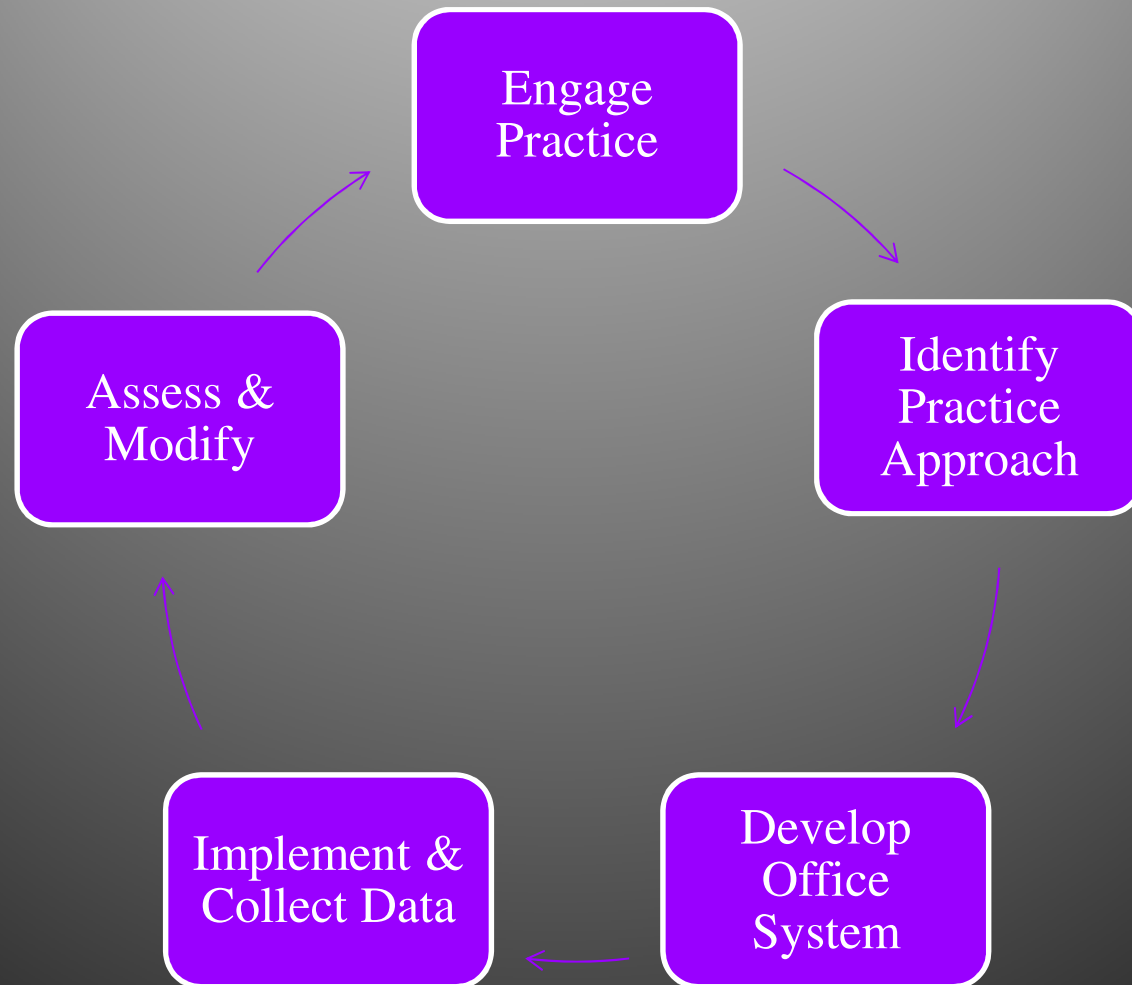 Engage
Practice
Identify
Practice
Approach
Develop
Office
System
Implement &
Collect Data
Assess &
Modify